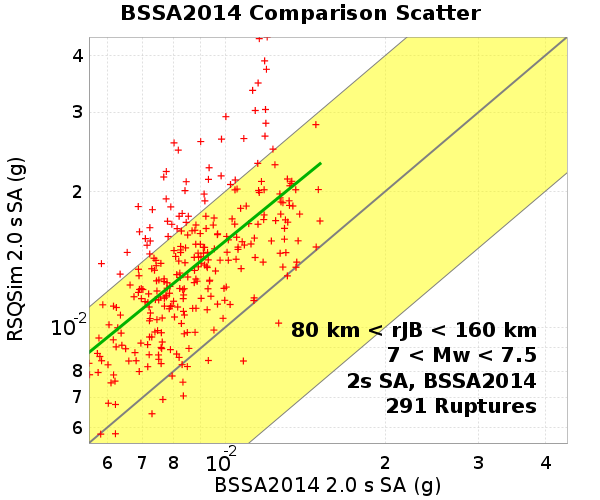 BSSA2014 Comparison Scatter
RSQSim 2.0 s SA (g)
4
3
2
10-2
8
7
6
80 km < rJB < 160 km
7 < Mw < 7.5
2s SA, BSSA2014
291 Ruptures
6 7 8 10-2 2 3 4
BSSA2014 2.0 s SA (g)